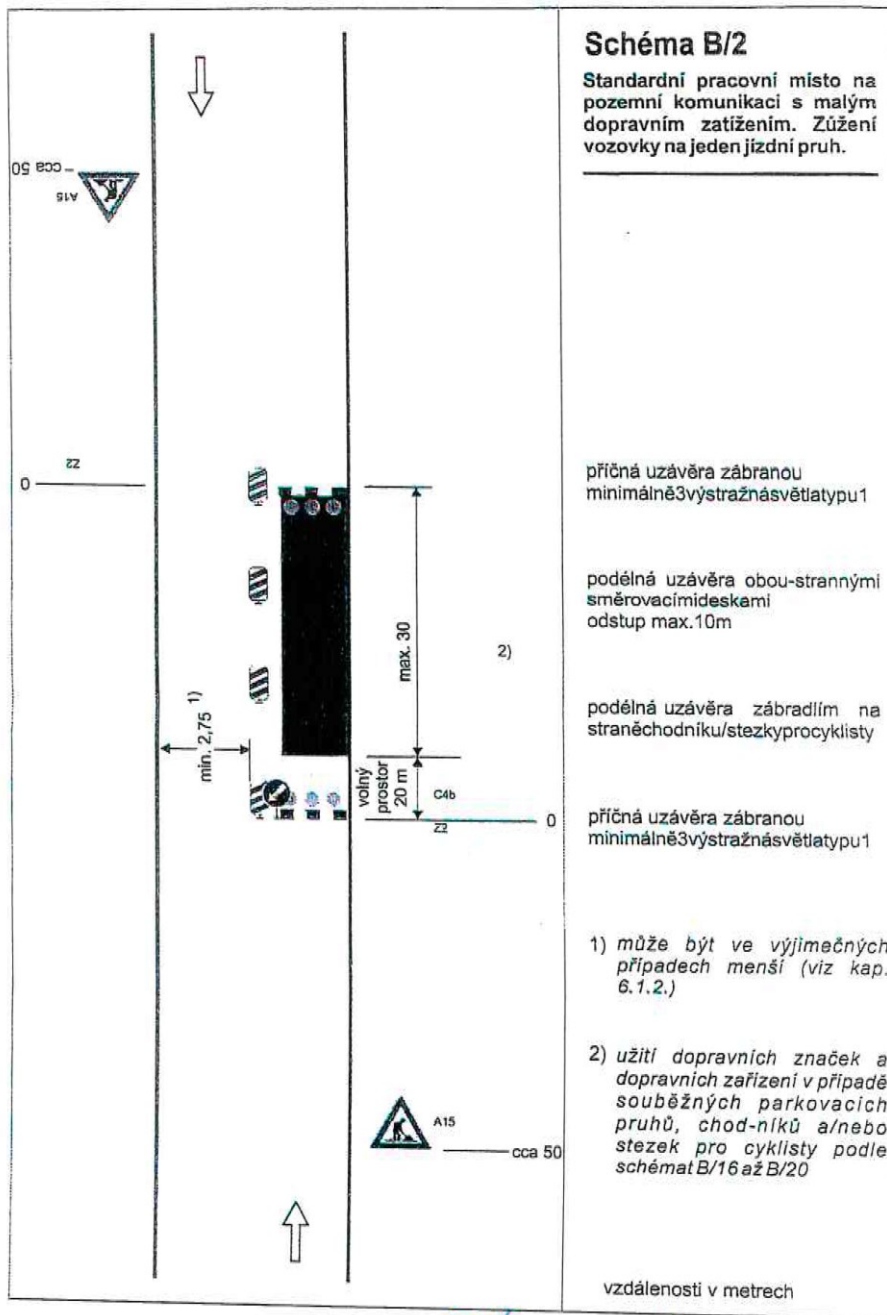 Schéma B/2
Standardní pracovní místo na
pozemní komunikaci s malým
dopravním zatížením. Zúžení
vozovky na jeden jízdní pruh.
cca 50
A15
Z2
0
příčná uzávěra zábranou
minimálně3výstražnásvětlatypu1
podélná uzávěra obou-strannými
směrovacímideskami
odstup max.10m
max. 30
2)
min. 2,75 1)
podélná uzávěra zábradlím na
straněchodníku/stezkyprocyklisty
volný
prostor
20 m
C4b
Z2
0
příčná uzávěra zábranou
minimálně3výstražnásvětlatypu1
1) může být ve výjimečných
případech menší (viz kap.
6.1.2.)
2) užití dopravních značek a
dopravních zařízení v případě
souběžných parkovacích
pruhů, chod-níků a/nebo
stezek pro cyklisty podle
schémat B/16 až B/20
A15
cca 50
vzdálenosti v metrech